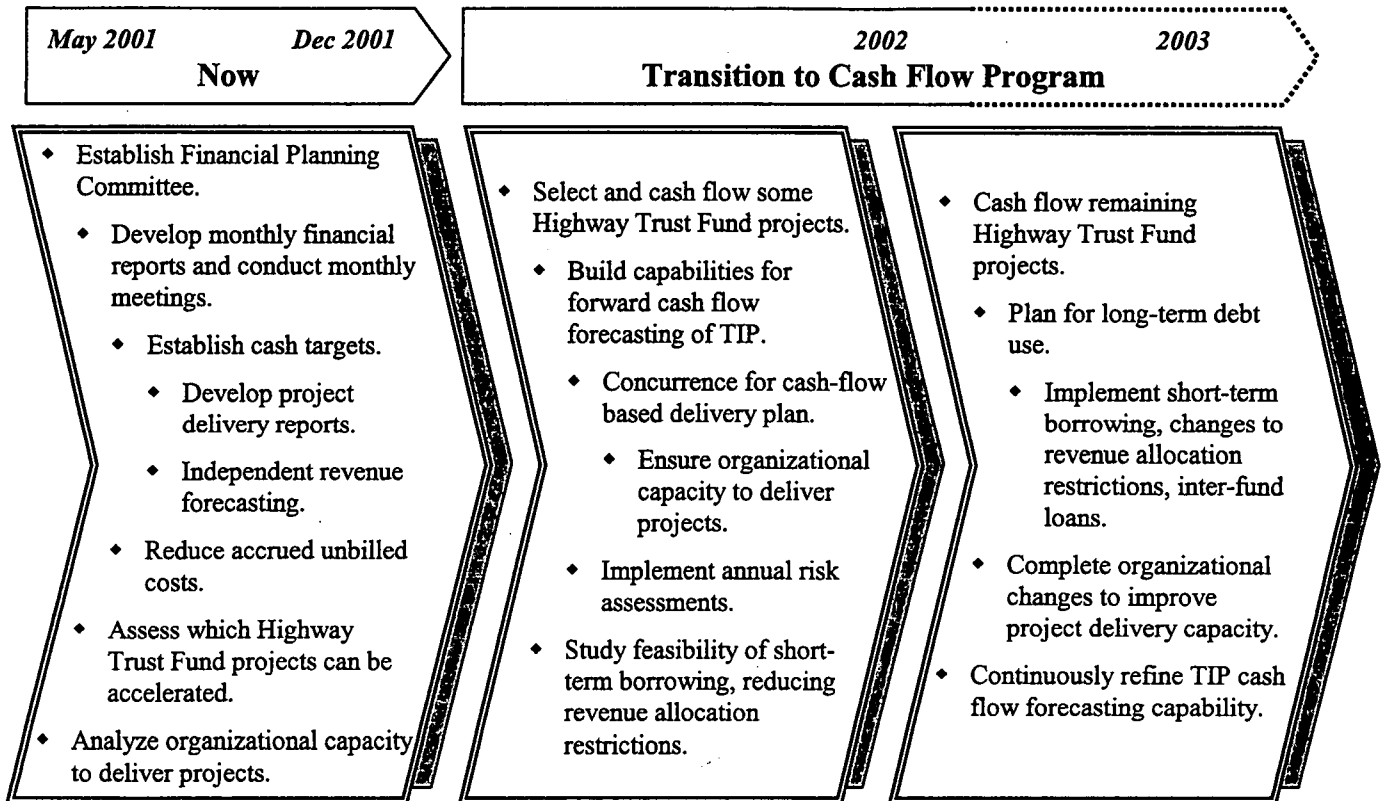 May 2001 Dec 2001
Now
2002 2003
Transition to Cash Flow Program
◆ Establish Financial Planning
Committee.
◆ Develop monthly financial
reports and conduct monthly
meetings.
◆ Establish cash targets.
◆ Develop project
delivery reports.
◆ Independent revenue
forecasting.
◆ Reduce accrued unbilled
costs.
◆ Assess which Highway
Trust Fund projects can be
accelerated.
◆ Analyze organizational capacity
to deliver projects.
◆ Select and cash flow some
Highway Trust Fund projects.
◆ Build capabilities for
forward cash flow
forecasting of TIP.
◆ Concurrence for cash-flow
based delivery plan.
◆ Ensure organizational
capacity to deliver
projects.
◆ Implement annual risk
assessments.
◆ Study feasibility of short-
term borrowing, reducing
revenue allocation
restrictions.
◆ Cash flow remaining
Highway Trust Fund
projects.
◆ Plan for long-term debt
use.
◆ Implement short-term
borrowing, changes to
revenue allocation
restrictions, inter-fund
loans.
◆ Complete organizational
changes to improve
project delivery capacity.
◆ Continuously refine TIP cash
flow forecasting capability.